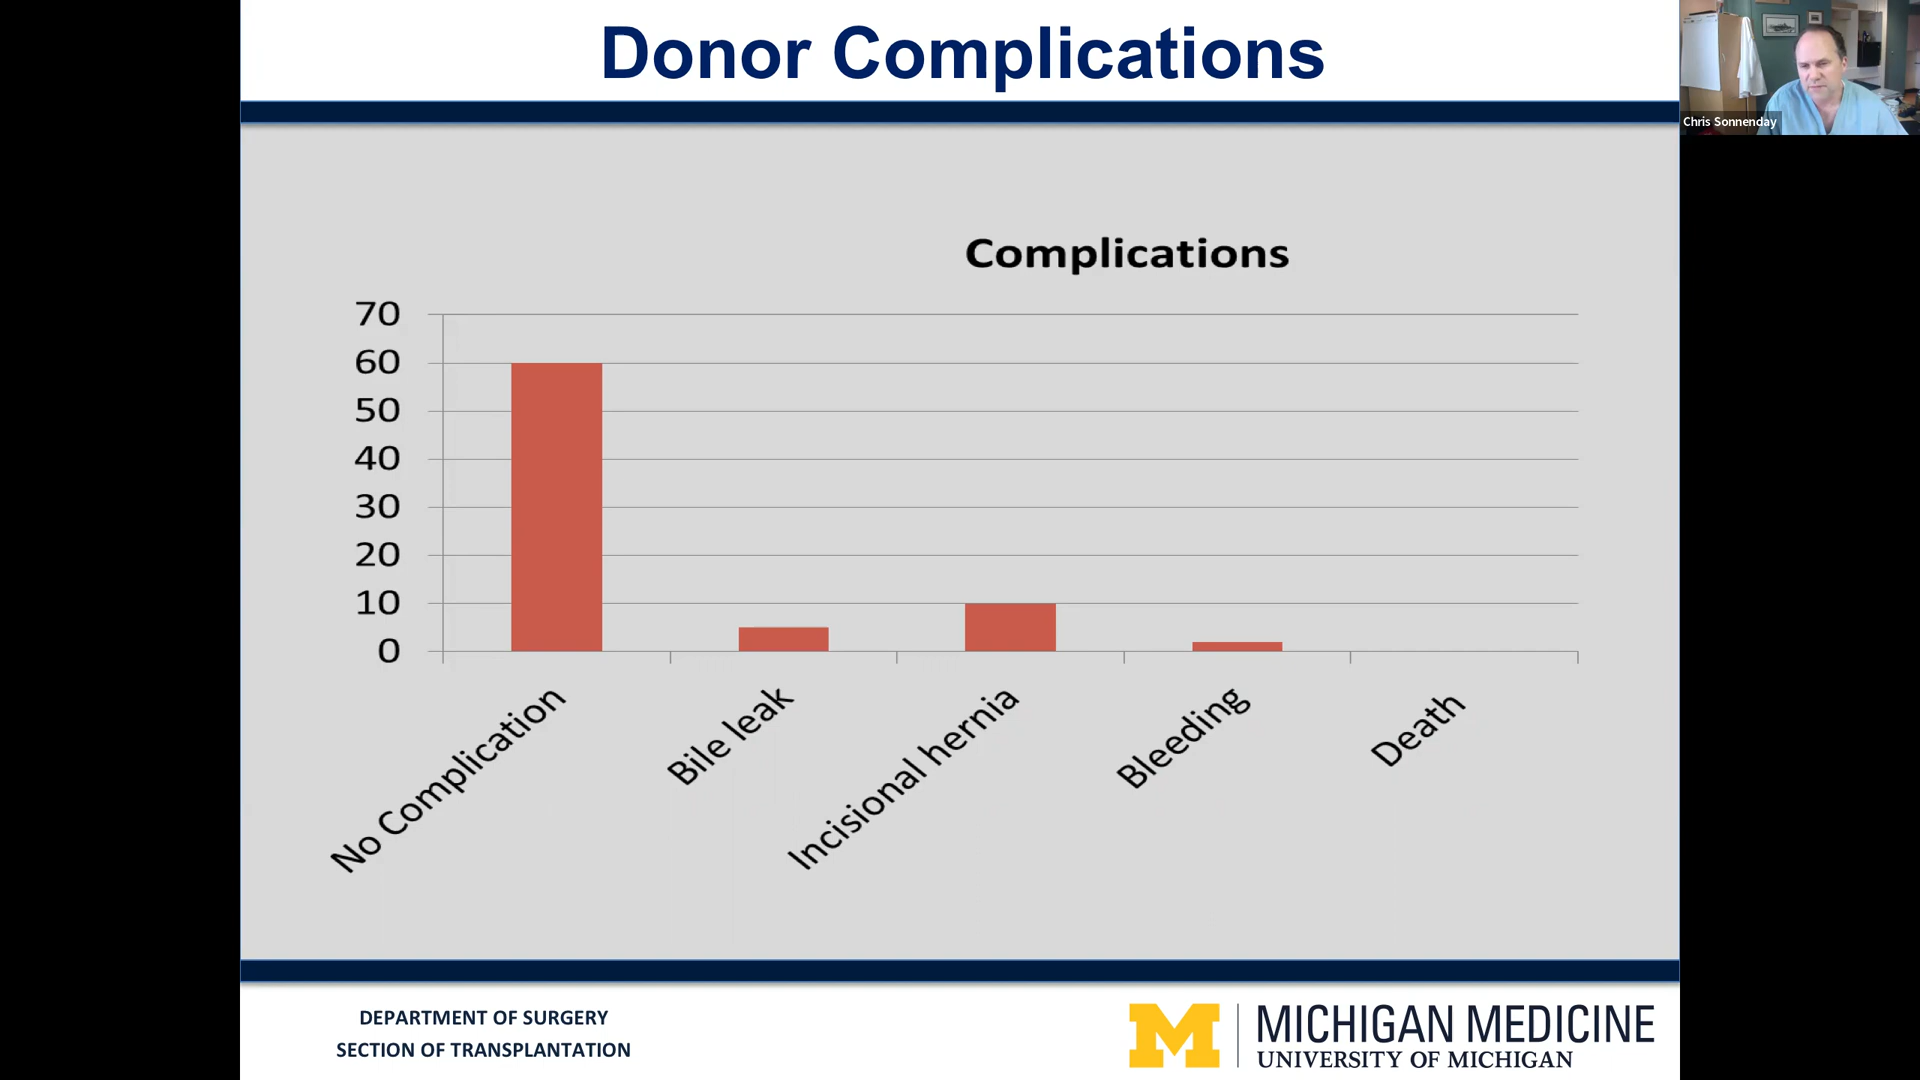 Donor Complications
Chris Sonnenday
Complications
70
60
50
40
30
20
10
0
No Complication
Bile leak
Incisional hernia
Bleeding
Death
DEPARTMENT OF SURGERY
SECTION OF TRANSPLANTATION
M
MICHIGAN MEDICINE
UNIVERSITY OF MICHIGAN